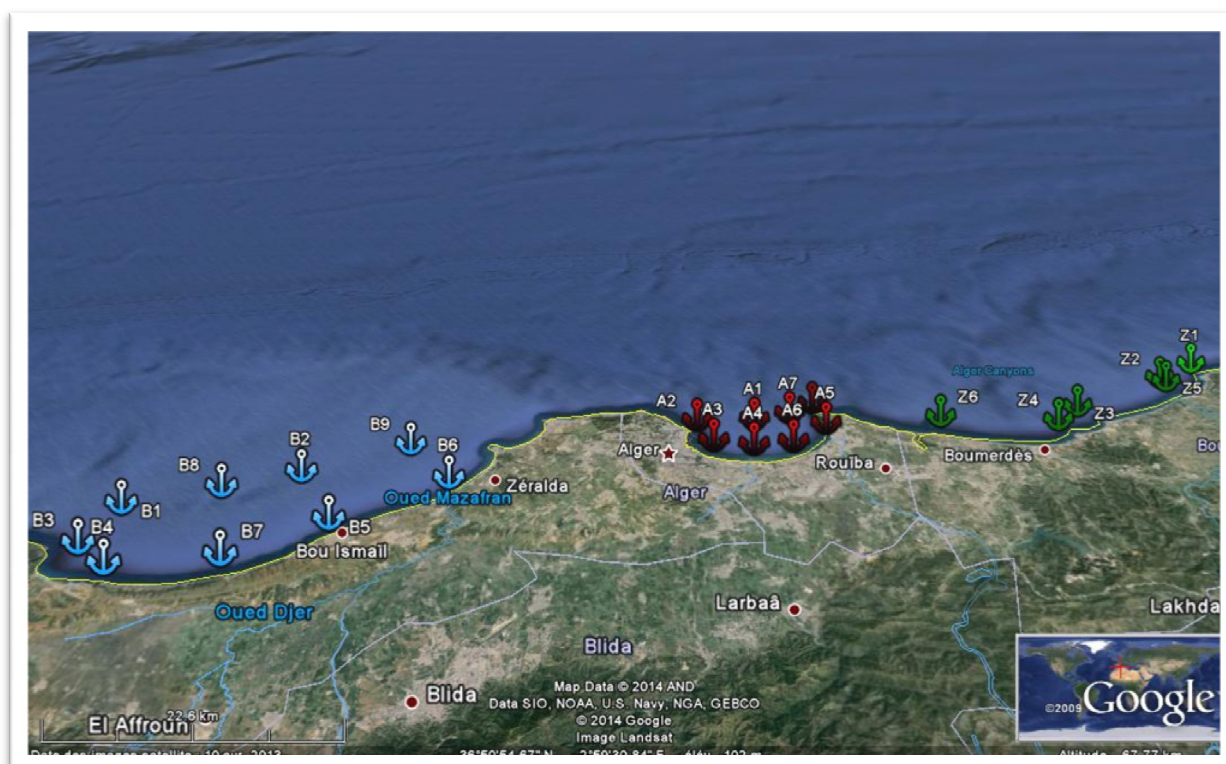 Z1
Z2
Alger Canyons
Z5
A7
A1
A5
A2
Z6
Z4
A3
A4
A6
Z3
B9
B2
B6
Alger
Boumerdès
Rouïba
B8
Zéralda
Alger
Oued Mazafran
B1
B3
B4
B7
B5
Bou Ismaïl
Larbaâ
Oued Djer
Lakhda
Blida
Blida
Map Data © 2014 AND
Data SIO, NOAA, U.S. Navy, NGA, GEBCO
© 2014 Google
Image Landsat
22,6 km
El Affroun
©2009 Google